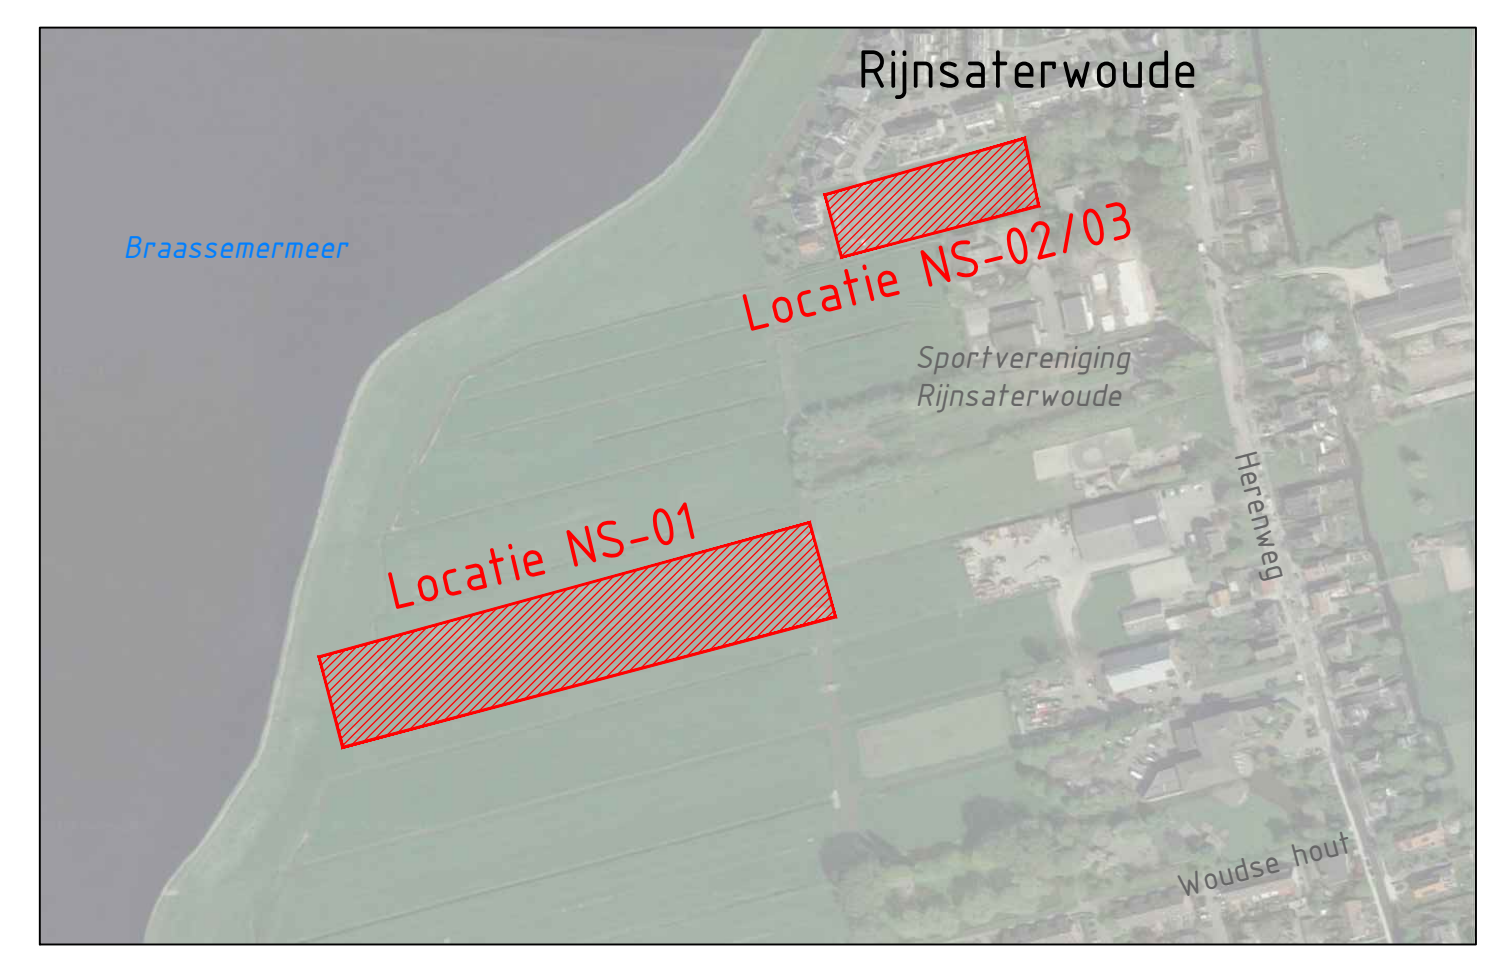 Rijnsaterwoude
Braassemermeer
Locatie NS-02/03
Sportvereniging
Rijnsaterwoude
Herenweg
Locatie NS-01
Woudse hout